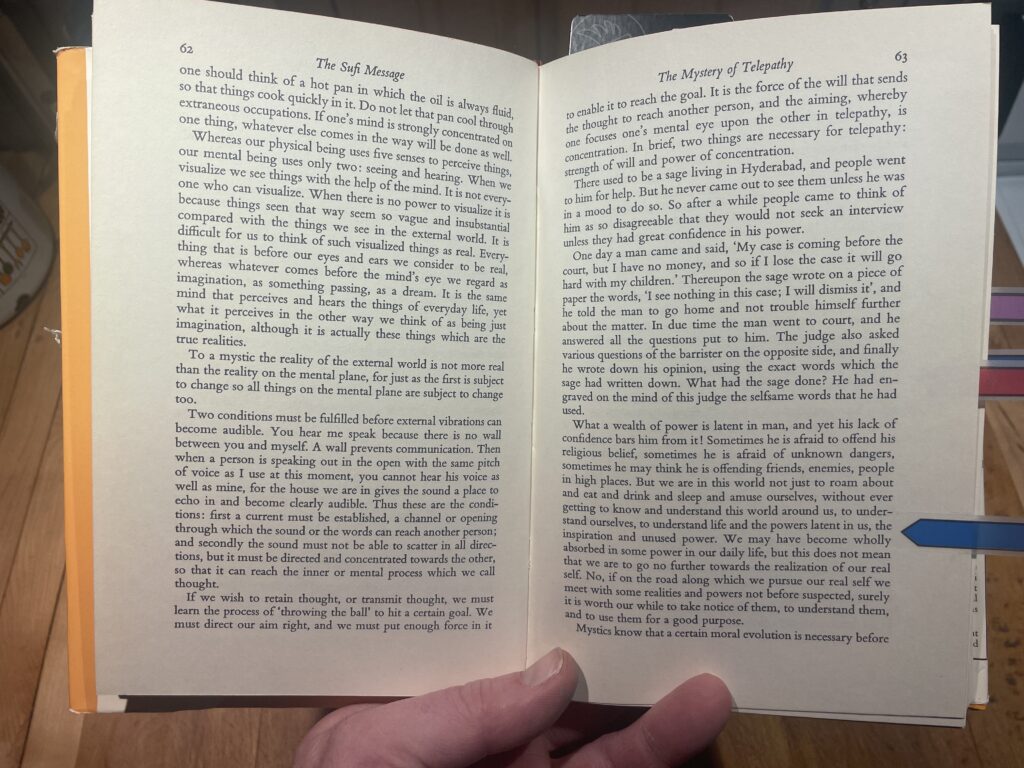 62
The Sufi Message
one should think of a hot pan in which the oil is always fluid,
so that things cook quickly in it. Do not let that pan cool through
extraneous occupations. If one's mind is strongly concentrated on
one thing, whatever else comes in the way will be done as well.
Whereas our physical being uses five senses to perceive things,
our mental being uses only two: seeing and hearing. When we
visualize we see things with the help of the mind. It is not every-
one who can visualize. When there is no power to visualize it is
because things seen that way seem so vague and insubstantial
compared with the things we see in the external world. It is
difficult for us to think of such visualized things as real. Every-
thing that is before our eyes and ears we consider to be real,
whereas whatever comes before the mind's eye we regard as
imagination, as something passing, as a dream. It is the same
mind that perceives and hears the things of everyday life, yet
what it perceives in the other way we think of as being just
imagination, although it is actually these things which are the
true realities.
To a mystic the reality of the external world is not more real
than the reality on the mental plane, for just as the first is subject
to change so all things on the mental plane are subject to change
too.
Two conditions must be fulfilled before external vibrations can
become audible. You hear me speak because there is no wall
between you and myself. A wall prevents communication. Then
when a person is speaking out in the open with the same pitch
of voice as I use at this moment, you cannot hear his voice as
well as mine, for the house we are in gives the sound a place to
echo in and become clearly audible. Thus these are the condi-
tions: first a current must be established, a channel or opening
through which the sound or the words can reach another person;
and secondly the sound must not be able to scatter in all direc-
tions, but it must be directed and concentrated towards the other,
so that it can reach the inner or mental process which we call
thought.
If we wish to retain thought, or transmit thought, we must
learn the process of 'throwing the ball' to hit a certain goal. We
must direct our aim right, and we must put enough force in it
The Mystery of Telepathy
63
to enable it to reach the goal. It is the force of the will that sends
the thought to reach another person, and the aiming, whereby
one focuses one's mental eye upon the other in telepathy, is
concentration. In brief, two things are necessary for telepathy:
strength of will and power of concentration.
There used to be a sage living in Hyderabad, and people went
to him for help. But he never came out to see them unless he was
in a mood to do so. So after a while people came to think of
him as so disagreeable that they would not seek an interview
unless they had great confidence in his power.
One day a man came and said, 'My case is coming before the
court, but I have no money, and so if I lose the case it will go
hard with my children.' Thereupon the sage wrote on a piece of
paper the words, 'I see nothing in this case; I will dismiss it', and
he told the man to go home and not trouble himself further
about the matter. In due time the man went to court, and he
answered all the questions put to him. The judge also asked
various questions of the barrister on the opposite side, and finally
he wrote down his opinion, using the exact words which the
sage had written down. What had the sage done? He had en-
graved on the mind of this judge the selfsame words that he had
used.
What a wealth of power is latent in man, and yet his lack of
confidence bars him from it! Sometimes he is afraid to offend his
religious belief, sometimes he is afraid of unknown dangers,
sometimes he may think he is offending friends, enemies, people
in high places. But we are in this world not just to roam about
and eat and drink and sleep and amuse ourselves, without ever
getting to know and understand this world around us, to under-
stand ourselves, to understand life and the powers latent in us, the
inspiration and unused power. We may have become wholly
absorbed in some power in our daily life, but this does not mean
that we are to go no further towards the realization of our real
self. No, if on the road along which we pursue our real self we
meet with some realities and powers not before suspected, surely
it is worth our while to take notice of them, to understand them,
and to use them for a good purpose.
Mystics know that a certain moral evolution is necessary before